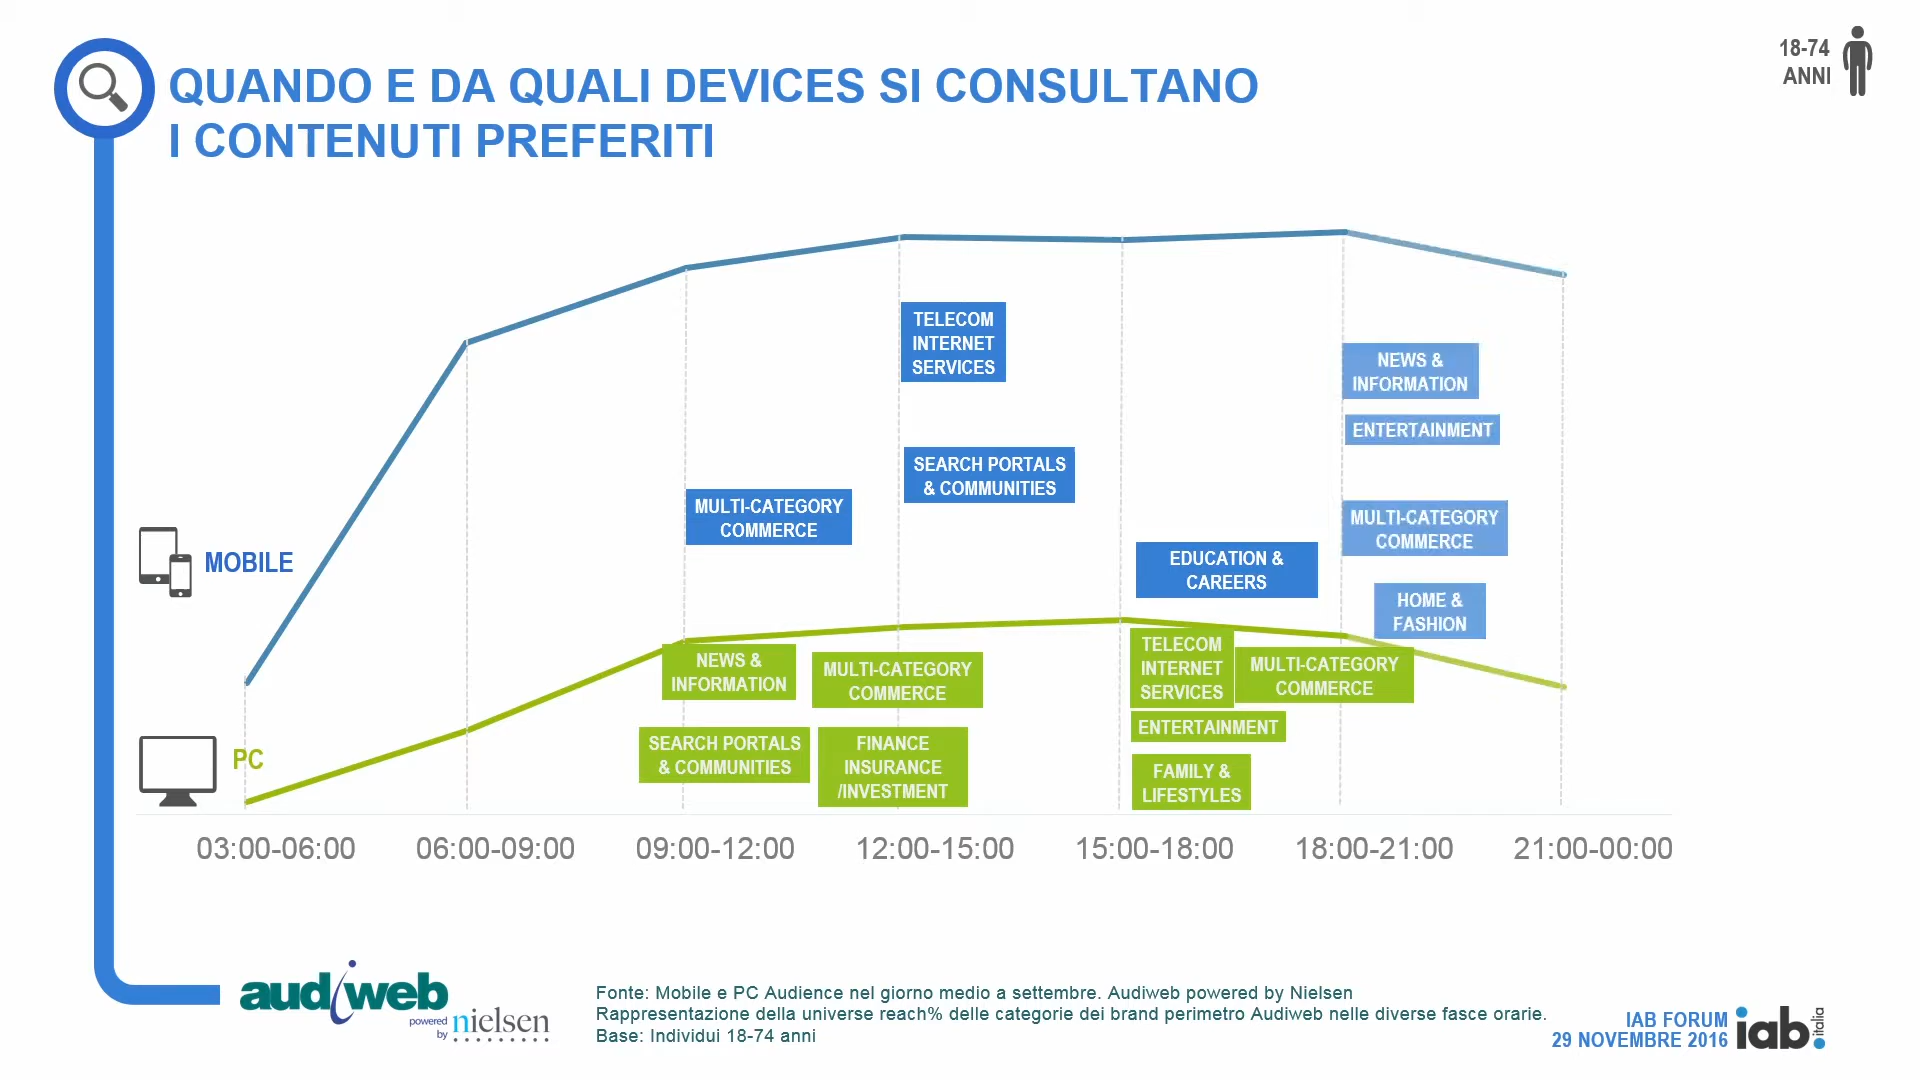 18-74
ANNI
QUANDO E DA QUALI DEVICES SI CONSULTANO
I CONTENUTI PREFERITI
TELECOM
INTERNET
SERVICES
NEWS &
INFORMATION
ENTERTAINMENT
SEARCH PORTALS
& COMMUNITIES
MULTI-CATEGORY
COMMERCE
MULTI-CATEGORY
COMMERCE
EDUCATION &
CAREERS
HOME &
FASHION
MOBILE
NEWS &
INFORMATION
MULTI-CATEGORY
COMMERCE
TELECOM
INTERNET
SERVICES
MULTI-CATEGORY
COMMERCE
ENTERTAINMENT
SEARCH PORTALS
& COMMUNITIES
FINANCE
INSURANCE
/INVESTMENT
FAMILY &
LIFESTYLES
PC
03:00-06:00 06:00-09:00 09:00-12:00 12:00-15:00 15:00-18:00 18:00-21:00 21:00-00:00
audiweb
powered
by
nielsen
Fonte: Mobile e PC Audience nel giorno medio a settembre. Audiweb powered by Nielsen
Rappresentazione della universe reach% delle categorie dei brand perimetro Audiweb nelle diverse fasce orarie.
Base: Individui 18-74 anni
IAB FORUM
29 NOVEMBRE 2016
iab
italia